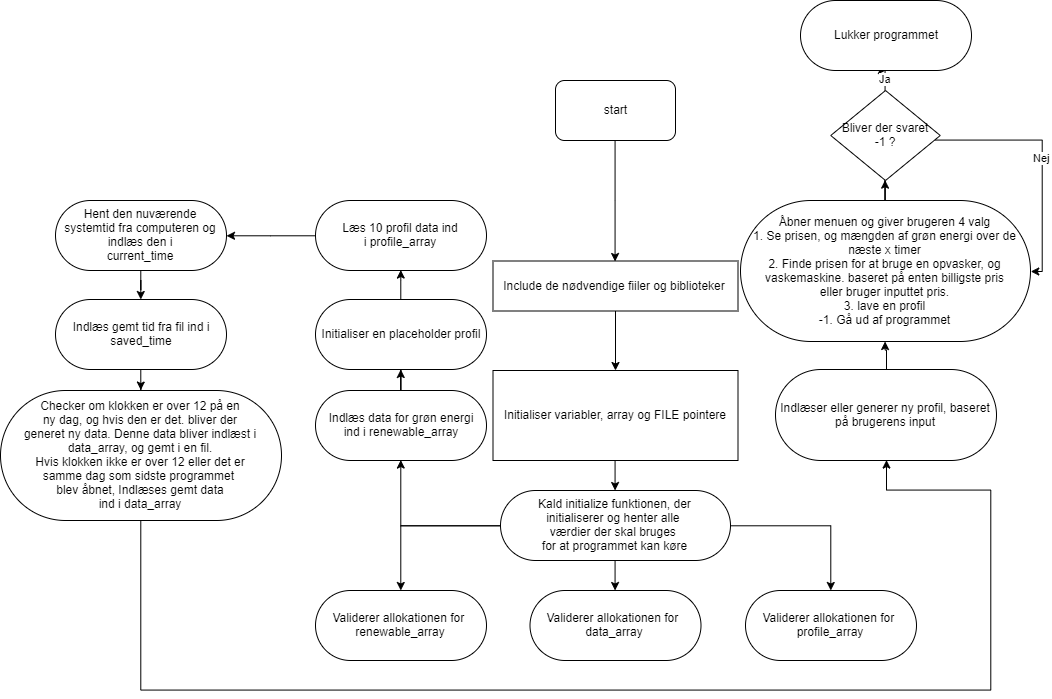 Lukker programmet
Ja
start
Bliver der svaret
-1 ?
Nej
Hent den nuværende
systemtid fra computeren og
indlæs den i
current_time
Læs 10 profil data ind
i profile_array
Åbner menuen og giver brugeren 4 valg
1. Se prisen, og mængden af grøn energi over de
næste x timer
2. Finde prisen for at bruge en opvasker, og
vaskemaskine. baseret på enten billigste pris
eller bruger inputtet pris.
3. lave en profil
-1. Gå ud af programmet
Include de nødvendige fiiler og biblioteker
Indlæs gemt tid fra fil ind i
saved_time
Initialiser en placeholder profil
Checker om klokken er over 12 på en
ny dag, og hvis den er det. bliver der
generet ny data. Denne data bliver indlæst i
data_array, og gemt i en fil.
Hvis klokken ikke er over 12 eller det er
samme dag som sidste programmet
blev åbnet, Indlæses gemt data
ind i data_array
Indlæs data for grøn energi
ind i renewable_array
Initialiser variabler, array og FILE pointere
Indlæser eller generer ny profil, baseret
på brugerens input
Kald initialize funktionen, der
initialiserer og henter alle
værdier der skal bruges
for at programmet kan køre
Validerer allokationen for
renewable_array
Validerer allokationen for
data_array
Validerer allokationen for
profile_array